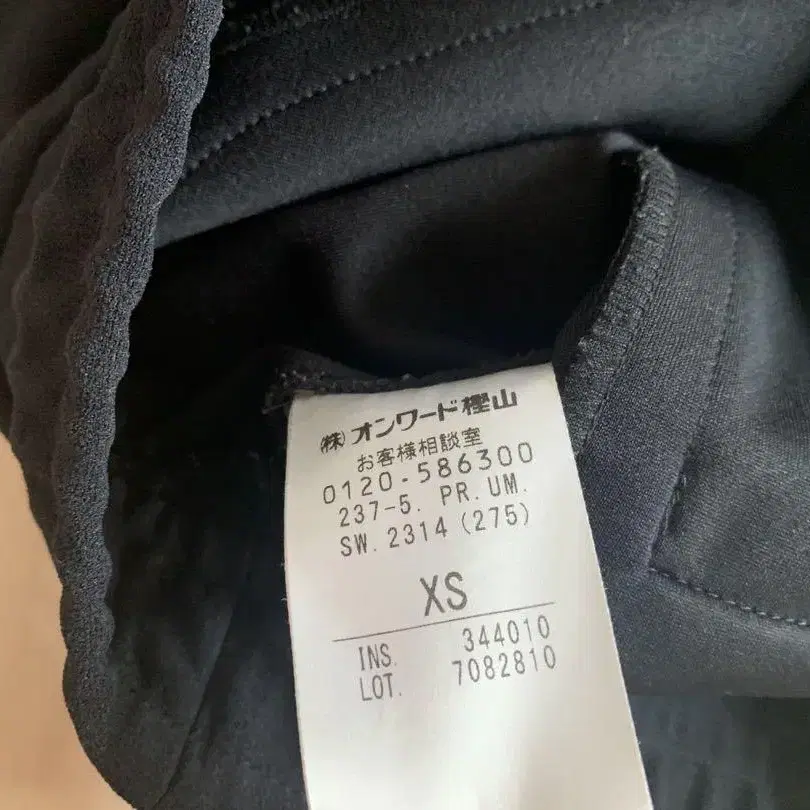 (株)オンワード樫山
お客様相談室
0120-586300
237-5. PR. UM.
SW. 2314 (275)
XS
INS. 344010
LOT. 7082810